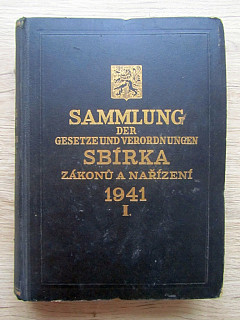 SAMMLUNG
DER
GESETZE UND VERORDNUNGEN
SBÍRKA
ZÁKONŮ A NAŘÍZENÍ
1941
I.